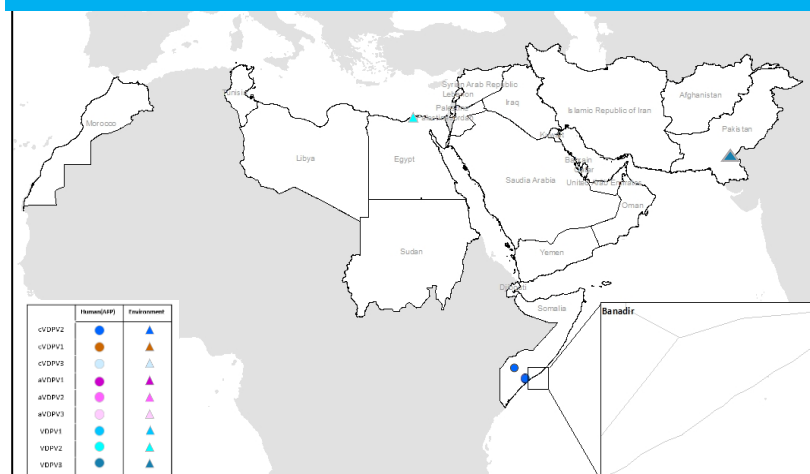 Tunisia
Syrian Arab Republic
Lebanon
Iraq
Islamic Republic of Iran
Afghanistan
Morocco
Pakistan
Libya
Egypt
Kuwait
Bahrain
Qatar
Saudi Arabia
United Arab Emirates
Oman
Sudan
Yemen
Djibouti
Somalia
Banadir
Human(AFP) Environment
cVDPV2
cVDPV1
cVDPV3
aVDPV1
aVDPV2
aVDPV3
VDPV1
VDPV2
VDPV3